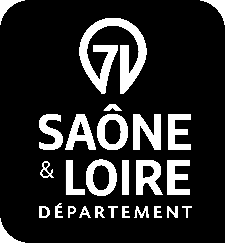 71
SAÔNE
& LOIRE
DÉPARTEMENT